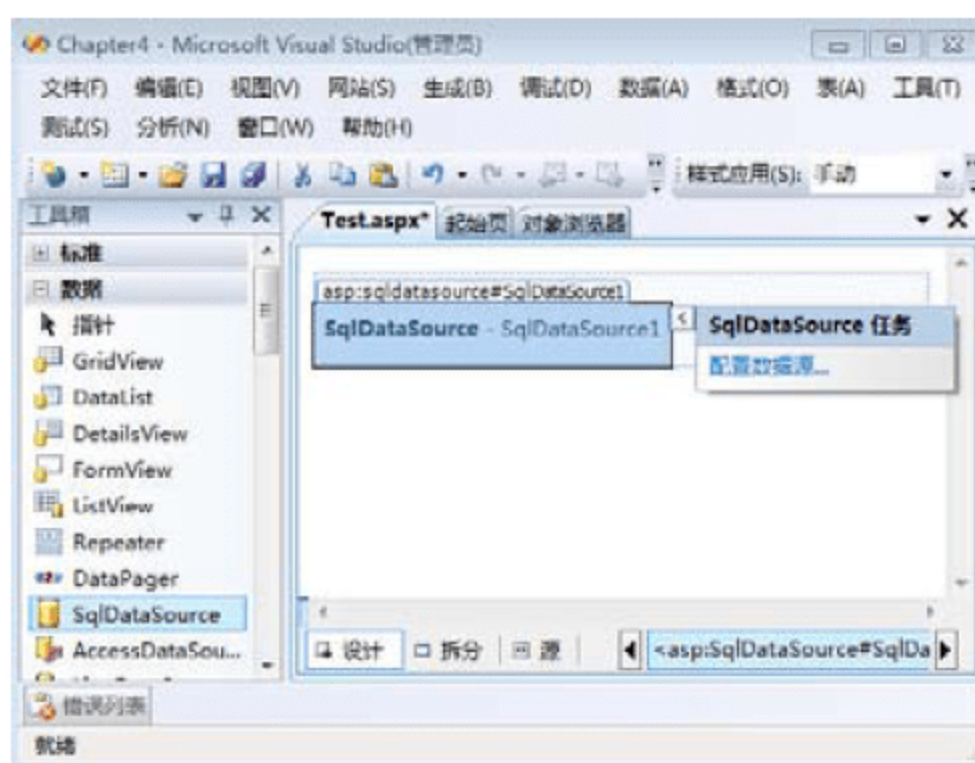 Chapter4 - Microsoft Visual Studio(管理员)
文件(F) 编辑(E) 视图(V) 网站(S) 生成(B) 调试(D) 数据(A) 格式(O) 表(A) 工具(T)
测试(S) 分析(N) 窗口(W) 帮助(H)
样式应用(S): 手动
工具箱
Test.aspx* 起始页 对象浏览器
标准
数据
指针
GridView
DataList
DetailsView
FormView
ListView
Repeater
DataPager
SqlDataSource
AccessDataSou...
asp:sqldatasource#SqlDataSource1
SqlDataSource - SqlDataSource1
SqlDataSource 任务
配置数据源...
设计 拆分 源 <asp:SqlDataSource#SqlDa
错误列表
就绪